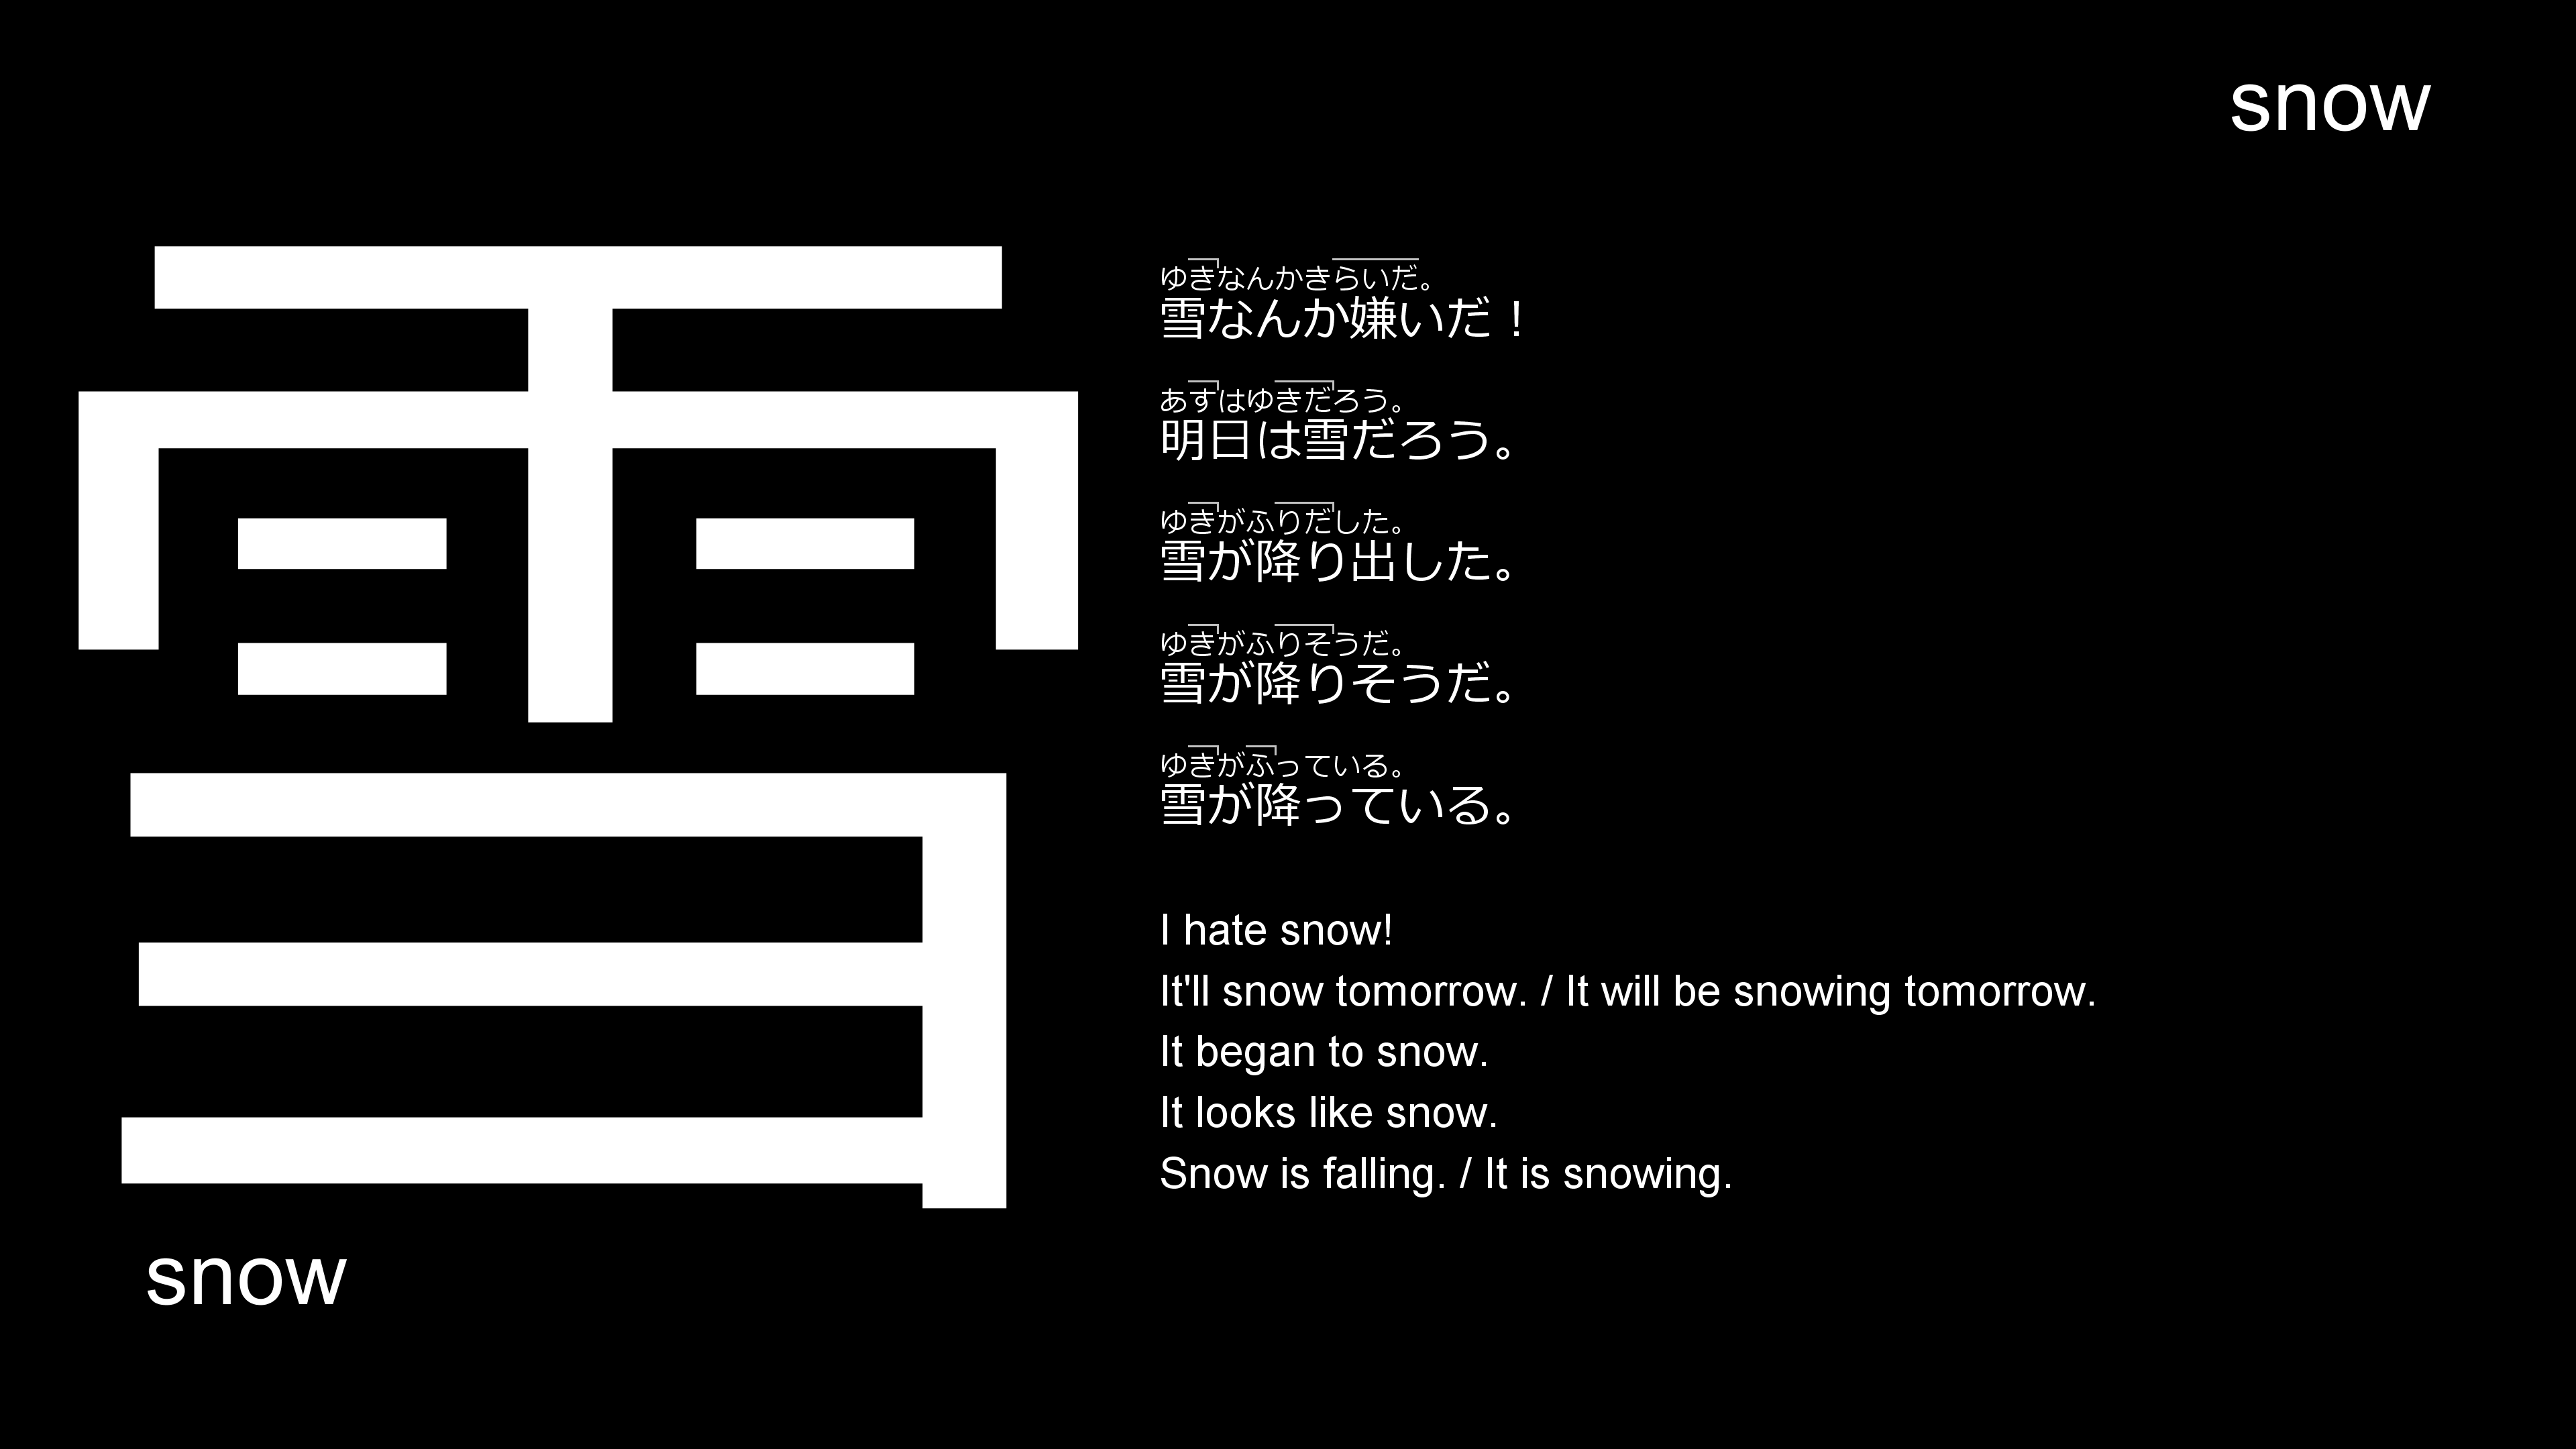 snow
雪
ゆきなんかきらいだ。
雪なんか嫌いだ！
あすはゆきだろう。
明日は雪だろう。
ゆきがふりだした。
雪が降り出した。
ゆきがふりそうだ。
雪が降りそうだ。
ゆきがふっている。
雪が降っている。
I hate snow!
It'll snow tomorrow. / It will be snowing tomorrow.
It began to snow.
It looks like snow.
Snow is falling. / It is snowing.
snow